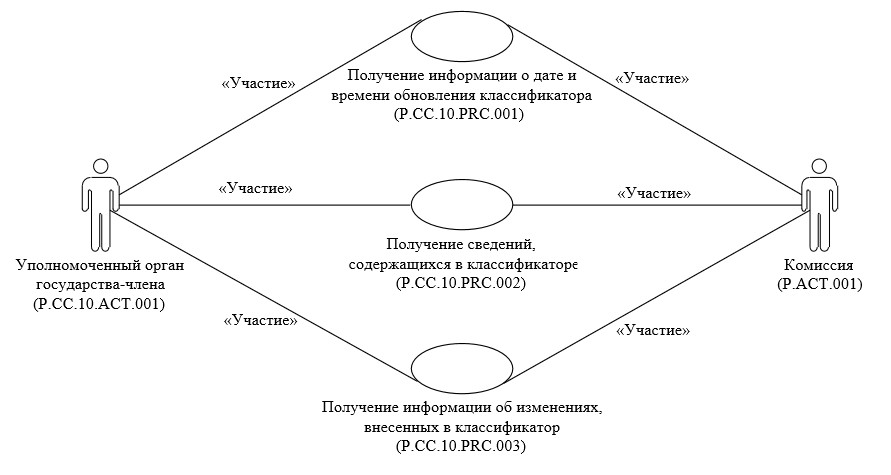 «Участие»
«Участие»
Получение информации о дате и
времени обновления классификатора
(P.CC.10.PRC.001)
«Участие»
«Участие»
Уполномоченный орган
государства-члена
(P.CC.10.ACT.001)
Получение сведений,
содержащихся в классификаторе
(P.CC.10.PRC.002)
Комиссия
(P.ACT.001)
«Участие»
«Участие»
Получение информации об изменениях,
внесенных в классификатор
(P.CC.10.PRC.003)